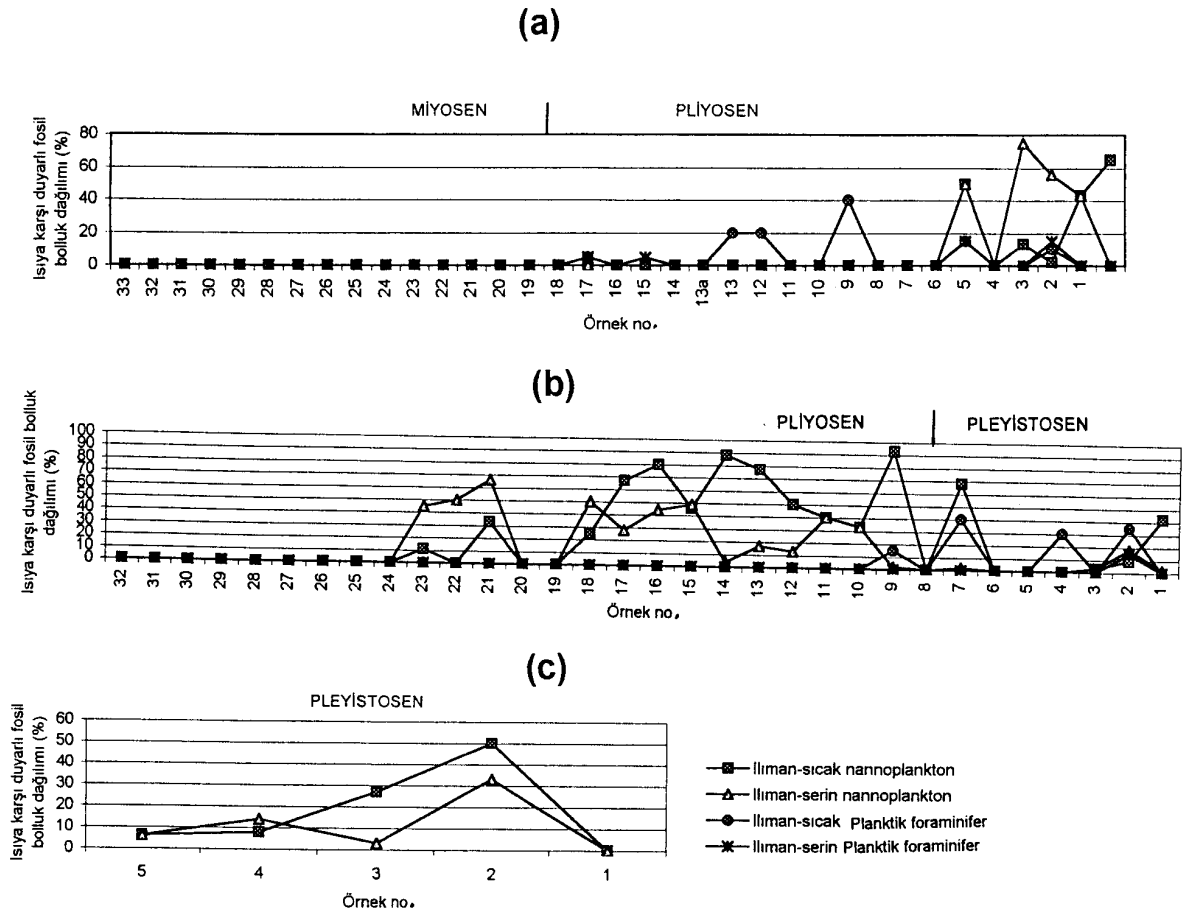 (a)
MİYOSEN
PLİYOSEN
Isıya karşı duyarlı fosil
bolluk dağılımı (%)
80
60
40
20
0
33 32 31 30 29 28 27 26 25 24 23 22 21 20 19 18 17 16 15 14 13a 13 12 11 10 9 8 7 6 5 4 3 2 1
Örnek no.
(b)
PLİYOSEN
PLEYİSTOSEN
Isıya karşı duyarlı fosil bolluk
dağılımı (%)
100
90
80
70
60
50
40
30
20
10
0
32 31 30 29 28 27 26 25 24 23 22 21 20 19 18 17 16 15 14 13 12 11 10 9 8 7 6 5 4 3 2 1
Örnek no.
(c)
PLEYİSTOSEN
Isıya karşı duyarlı fosil
bolluk dağılımı (%)
60
50
40
30
20
10
0
5 4 3 2 1
Örnek no.
Ilıman-sıcak nannoplankton
Ilıman-serin nannoplankton
Ilıman-sıcak Planktik foraminifer
Ilıman-serin Planktik foraminifer